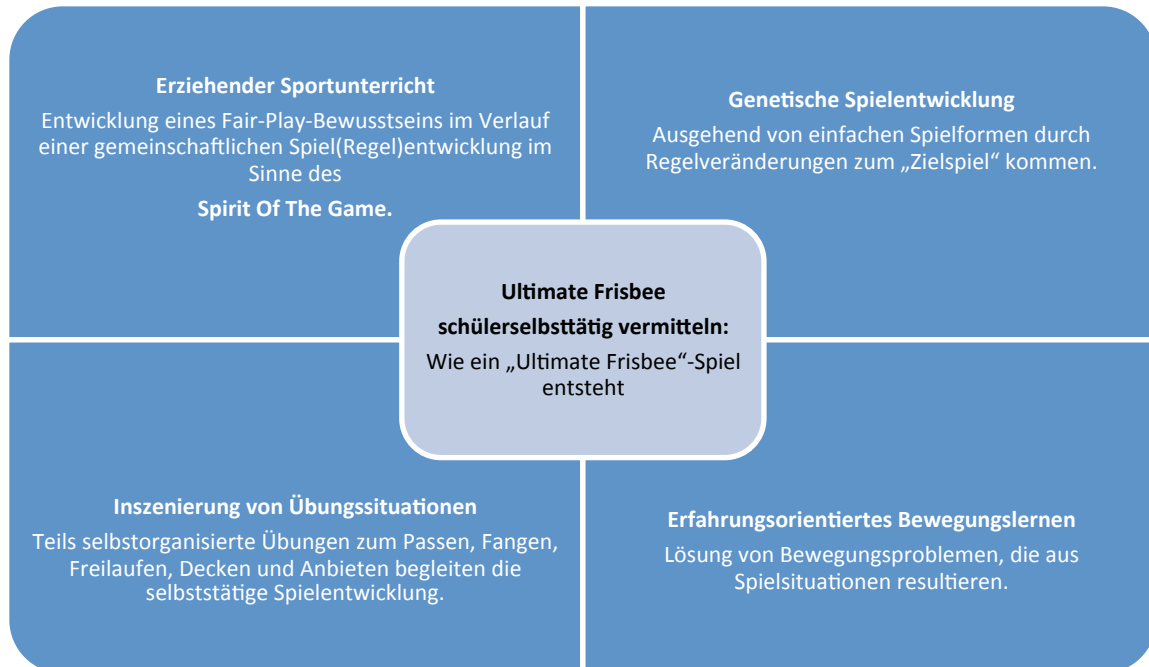 Erziehender Sportunterricht
Entwicklung eines Fair-Play-Bewusstseins im Verlauf
einer gemeinschaftlichen Spiel(Regel)entwicklung im
Sinne des
Spirit Of The Game.
Genetische Spielentwicklung
Ausgehend von einfachen Spielformen durch
Regelveränderungen zum „Zielspiel“ kommen.
Ultimate Frisbee
schülerselbsttätig vermitteln:
Wie ein „Ultimate Frisbee“-Spiel
entsteht
Inszenierung von Übungssituationen
Teils selbstorganisierte Übungen zum Passen, Fangen,
Freilaufen, Decken und Anbieten begleiten die
selbststätige Spielentwicklung.
Erfahrungsorientiertes Bewegungslernen
Lösung von Bewegungsproblemen, die aus
Spielsituationen resultieren.